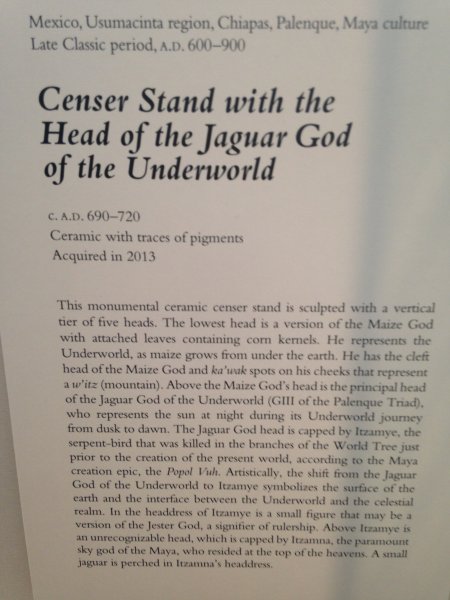 Mexico, Usumacinta region, Chiapas, Palenque, Maya culture
Late Classic period, A.D. 600–900
Censer Stand with the
Head of the Jaguar God
of the Underworld
C. A.D. 690–720
Ceramic with traces of pigments
Acquired in 2013
This monumental ceramic censer stand is sculpted with a vertical
tier of five heads. The lowest head is a version of the Maize God
with attached leaves containing corn kernels. He represents the
Underworld, as maize grows from under the earth. He has the cleft
head of the Maize God and ka'wak spots on his cheeks that represent
a w'itz (mountain). Above the Maize God's head is the principal head
of the Jaguar God of the Underworld (GIII of the Palenque Triad),
who represents the sun at night during its Underworld journey
from dusk to dawn. The Jaguar God head is capped by Itzamye, the
serpent-bird that was killed in the branches of the World Tree just
prior to the creation of the present world, according to the Maya
creation epic, the Popol Vuh. Artistically, the shift from the Jaguar
God of the Underworld to Itzamye symbolizes the surface of the
earth and the interface between the Underworld and the celestial
realm. In the headdress of Itzamye is a small figure that may be a
version of the Jester God, a signifier of rulership. Above Itzamye is
an unrecognizable head, which is capped by Itzamna, the paramount
sky god of the Maya, who resided at the top of the heavens. A small
jaguar is perched in Itzamna's headdress.